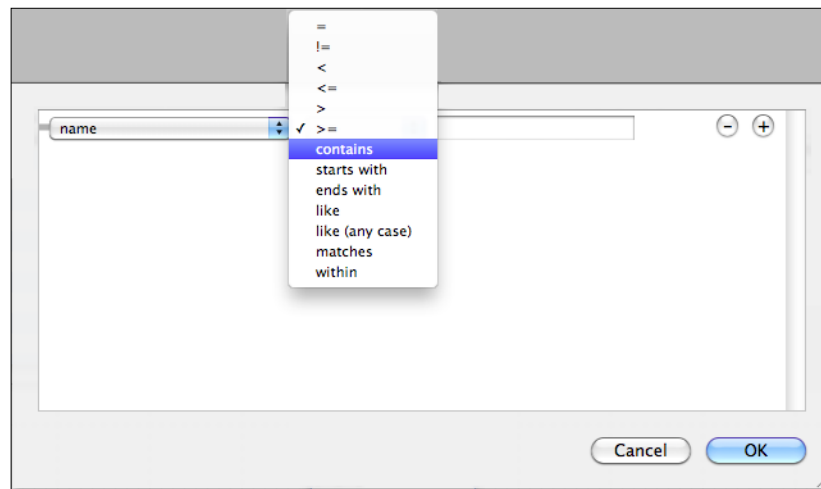 =
!=
<
<=
>
name ✓ >=
contains
starts with
ends with
like
like (any case)
matches
within
Cancel OK